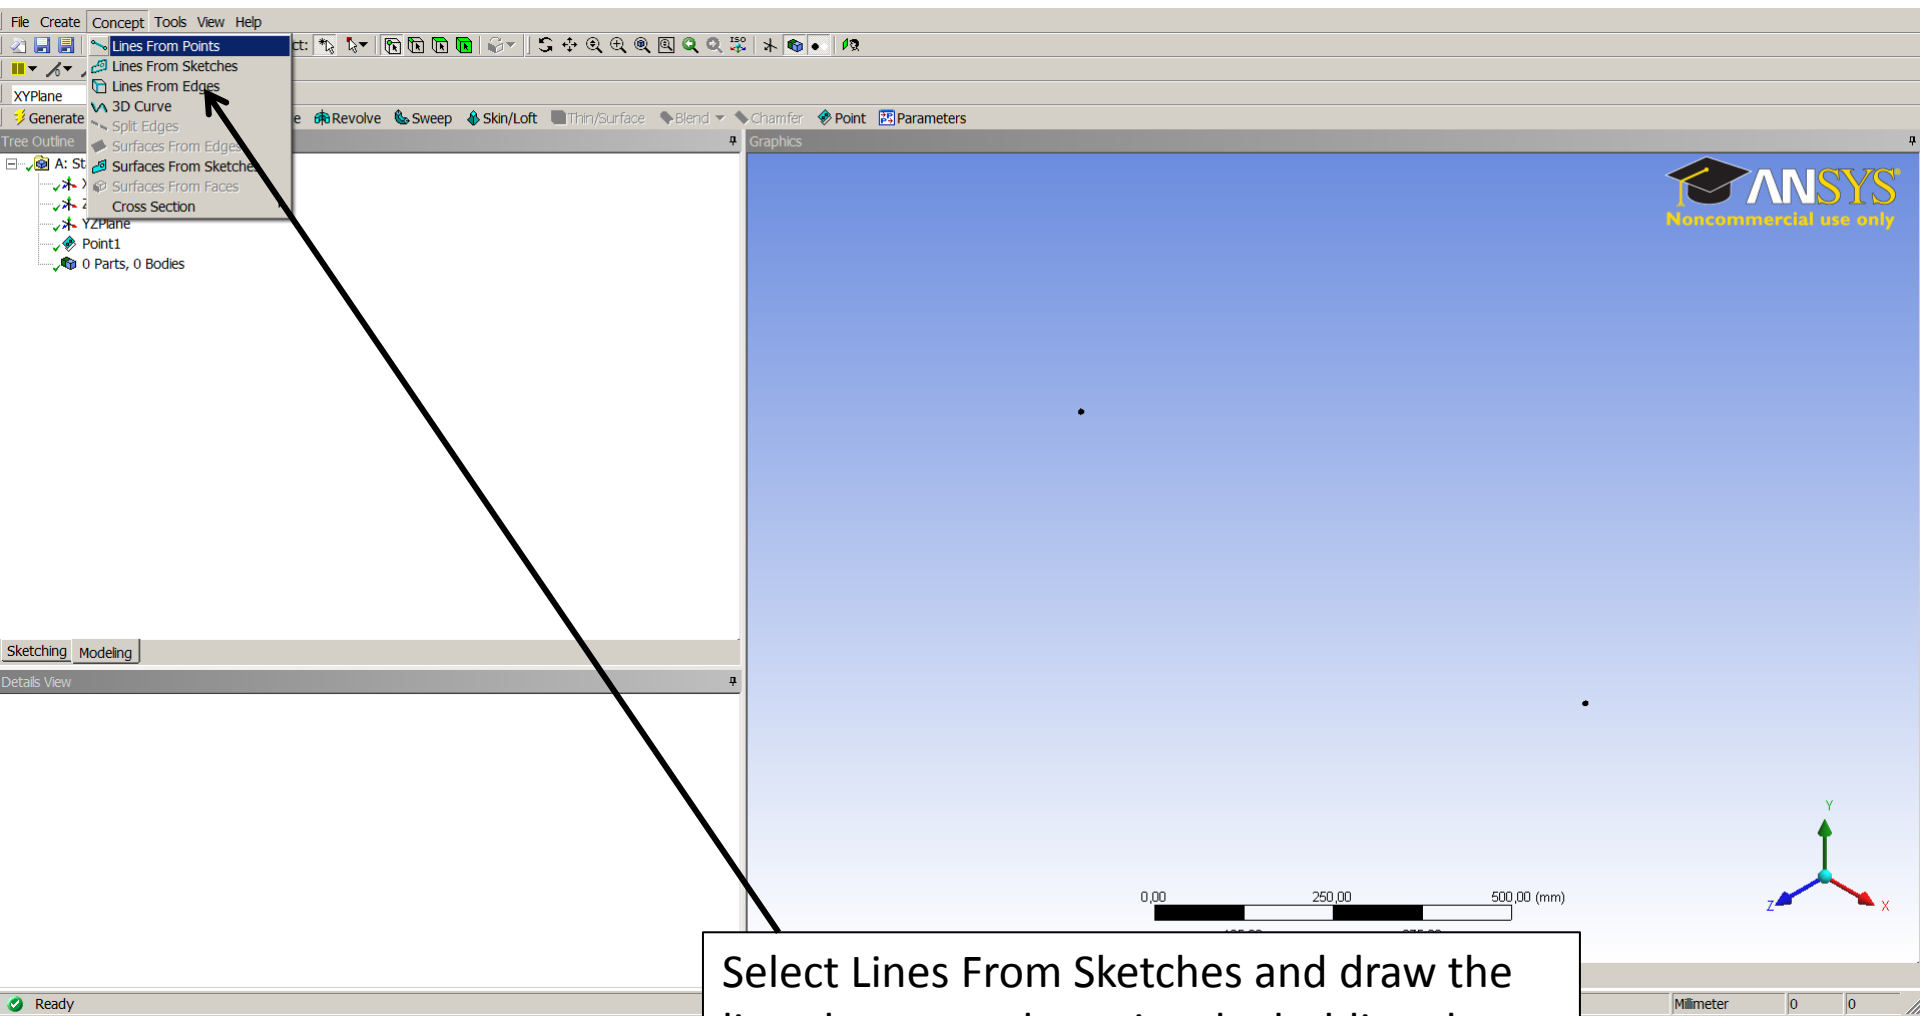 File Create Concept Tools View Help
Lines From Points
ct:
Lines From Sketches
Lines From Edges
XYPlane
3D Curve
Generate
Split Edges
e Revolve Sweep Skin/Loft Thin/Surface Blend Chamfer Point Parameters
Tree Outline
Surfaces From Edges
Graphics
A: St
Surfaces From Sketches
Surfaces From Faces
Cross Section
YZPlane
Point1
0 Parts, 0 Bodies
ISO
ANSYS
Noncommercial use only
Sketching Modeling
Details View
Y
Z
X
0,00 250,00 500,00 (mm)
Select Lines From Sketches and draw the
Ready
Millimeter 0 0